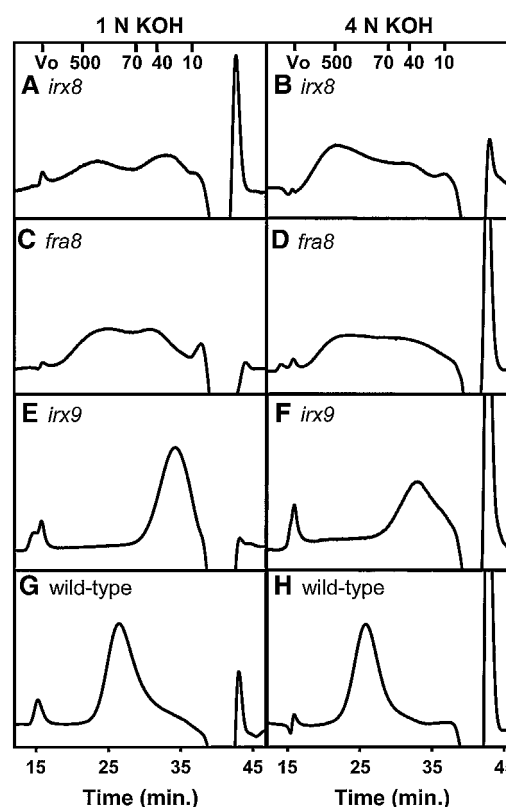 1 N KOH 4 N KOH
Vo 500 70 40 10 Vo 500 70 40 10
A irx8 B irx8
C fra8 D fra8
E irx9 F irx9
G wild-type H wild-type
15 25 35 45 15 25 35 45
Time (min.) Time (min.)